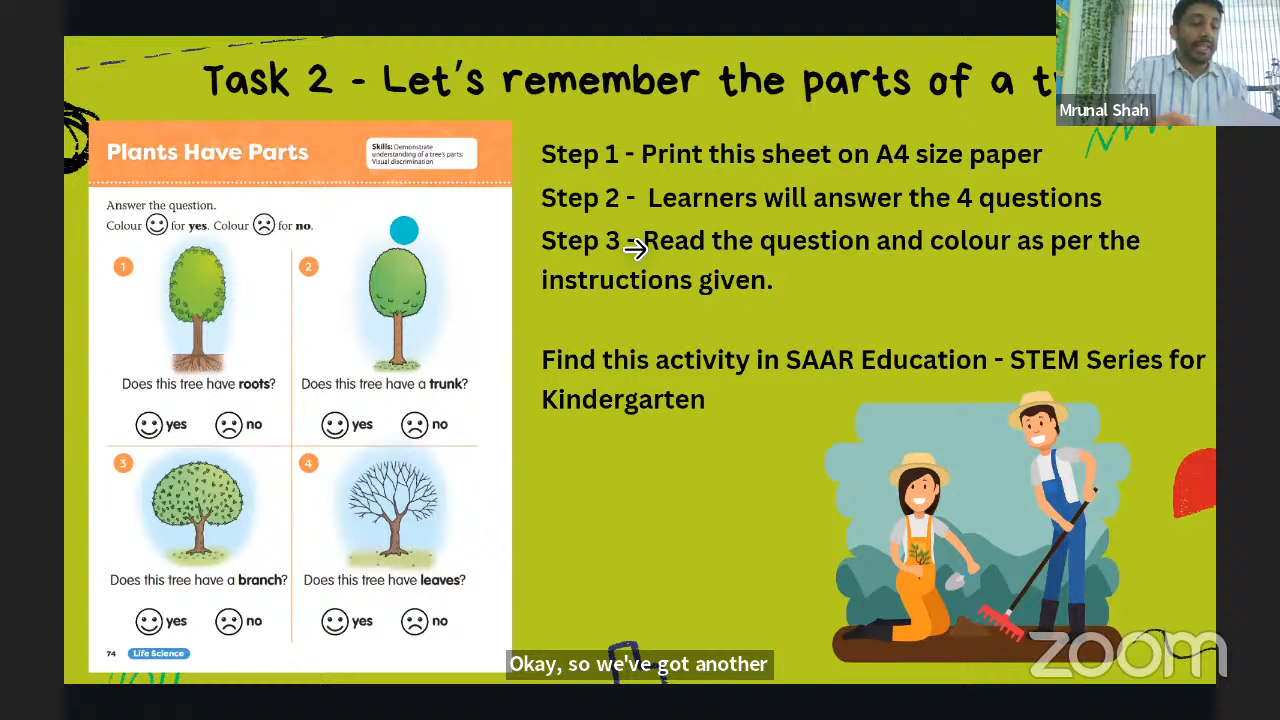 Task 2 - Let's remember the parts of a
Mrunal Shah
Plants Have Parts
Skills: Demonstrate
understanding of a tree's parts;
Visual discrimination
Answer the question.
Colour for yes. Colour for no.
1
Does this tree have roots?
yes no
2
Does this tree have a trunk?
yes no
3
Does this tree have a branch?
yes no
4
Does this tree have leaves?
yes no
74 Life Science
Step 1 - Print this sheet on A4 size paper
Step 2 - Learners will answer the 4 questions
Step 3 - Read the question and colour as per the
instructions given.
Find this activity in SAAR Education - STEM Series for
Kindergarten
Okay, so we've got another
zoom